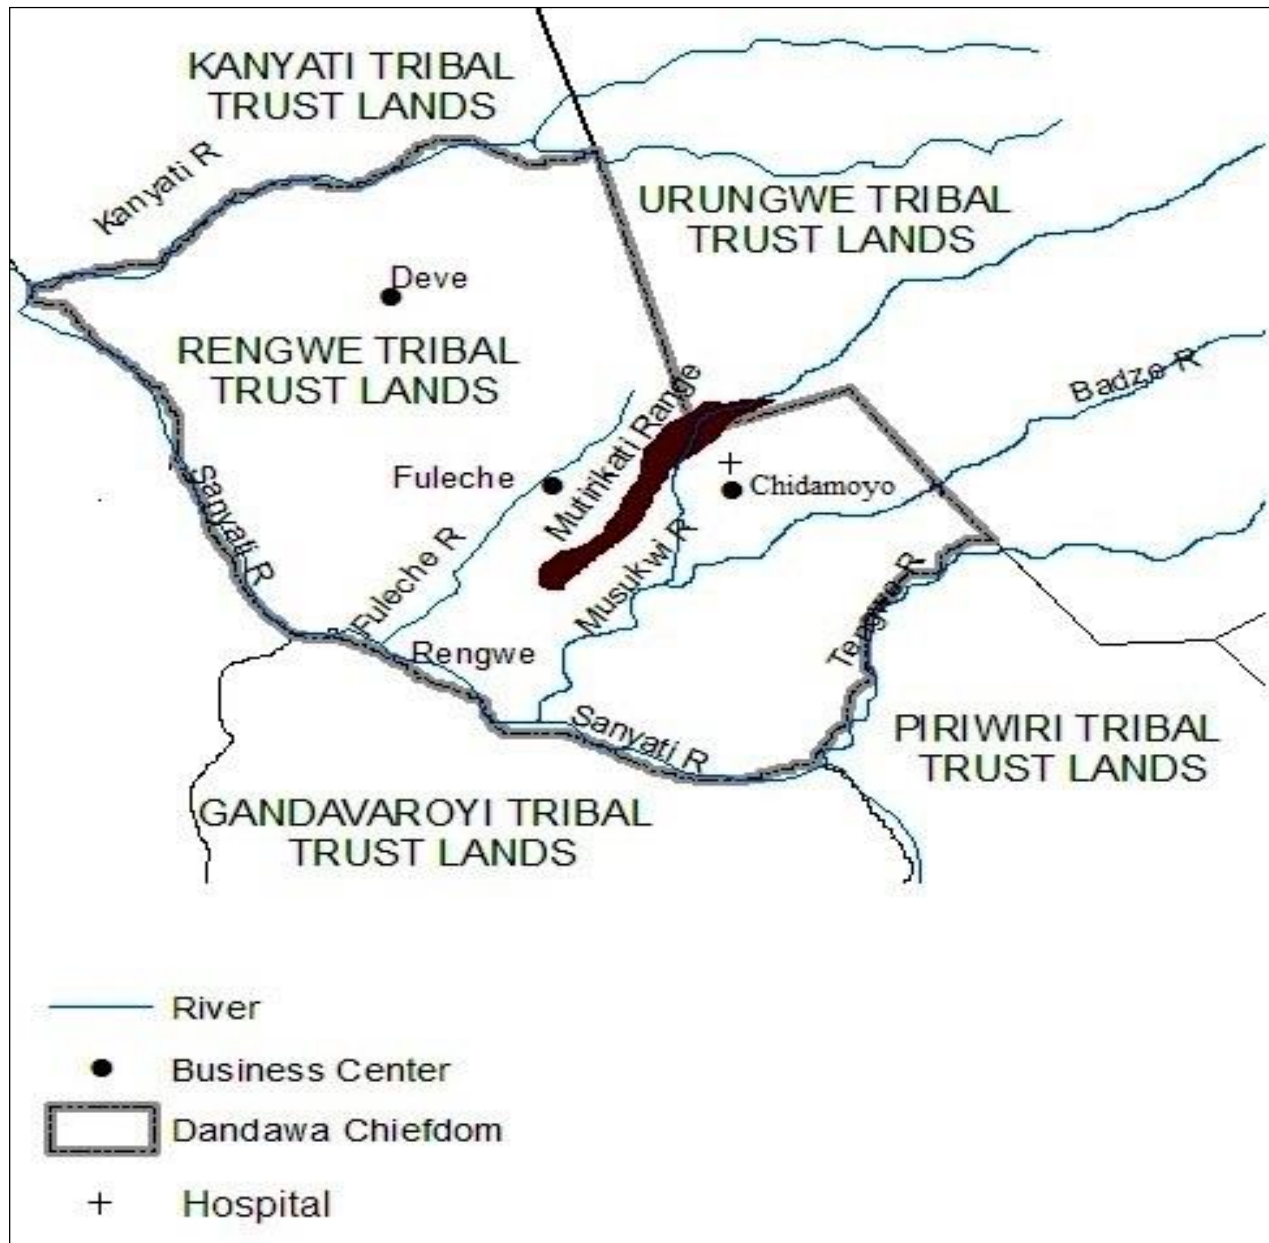 KANYATI TRIBAL
TRUST LANDS
Kanyati R
URUNGWE TRIBAL
TRUST LANDS
Deve
RENGWE TRIBAL
TRUST LANDS
Badze R
Mutirikati Range
Fuleche
Chidamoyo
Sanyati R
Fuleche R
Musukwi R
Tengwe R
Rengwe
Sanyati R
PIRIWIRI TRIBAL
TRUST LANDS
GANDAVAROYI TRIBAL
TRUST LANDS
River
Business Center
Dandawa Chiefdom
Hospital